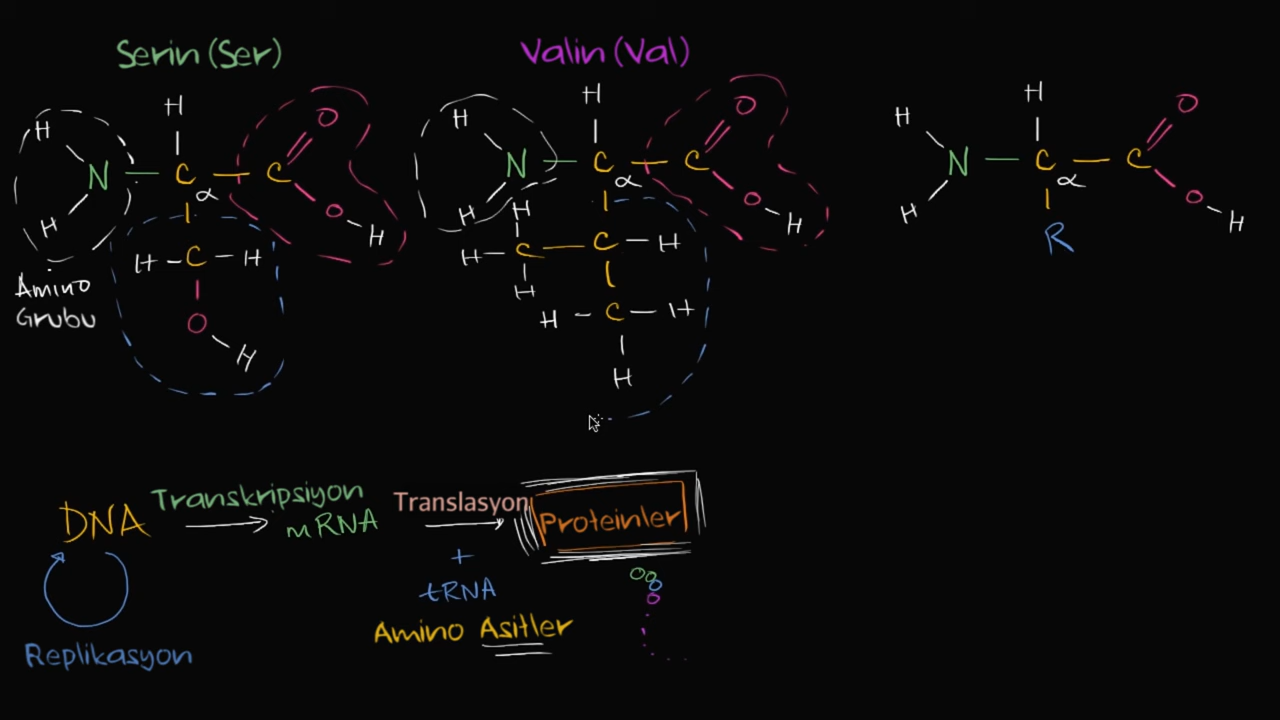 Serin (Ser)
Valin (Val)
H
H
H
O
N
C
C
α
H
O
H
H
C
H
O
H
Amino
Grubu
H
H
O
N
C
C
α
H
H
O
H
H
C
C
H
H
H
C
H
H
H
H
O
N
C
C
α
H
O
H
R
DNA
Transkripsiyon
mRNA
Translasyon
Proteinler
+
tRNA
Amino Asitler
Replikasyon